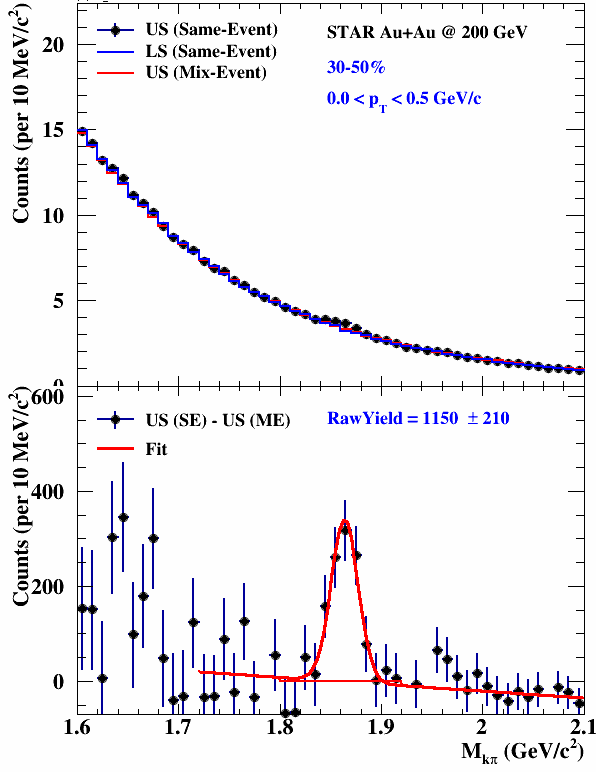 US (Same-Event)
LS (Same-Event)
US (Mix-Event)
STAR Au+Au @ 200 GeV
30-50%
0.0 < pT < 0.5 GeV/c
Counts (per 10 MeV/c²)
20
15
10
5
US (SE) - US (ME)
Fit
RawYield = 1150 ± 210
Counts (per 10 MeV/c²)
600
400
200
0
1.6 1.7 1.8 1.9 2 2.1
Mkπ (GeV/c²)